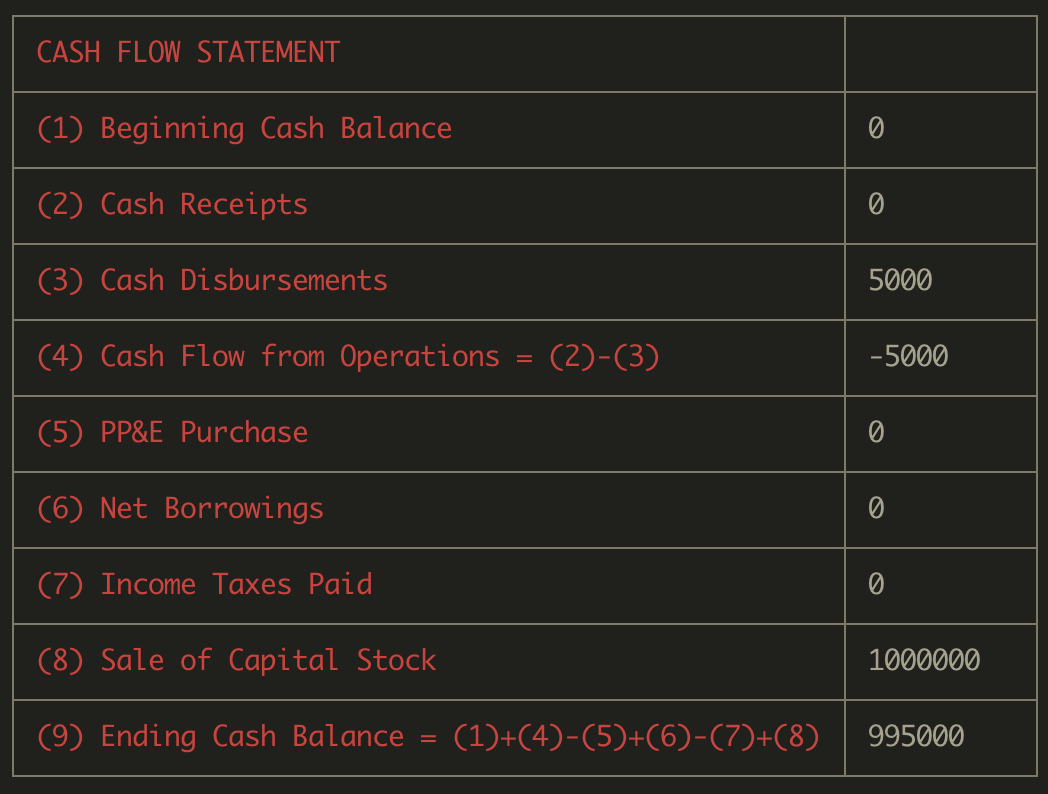 CASH FLOW STATEMENT
(1) Beginning Cash Balance 0
(2) Cash Receipts 0
(3) Cash Disbursements 5000
(4) Cash Flow from Operations = (2)-(3) -5000
(5) PP&E Purchase 0
(6) Net Borrowings 0
(7) Income Taxes Paid 0
(8) Sale of Capital Stock 1000000
(9) Ending Cash Balance = (1)+(4)-(5)+(6)-(7)+(8) 995000